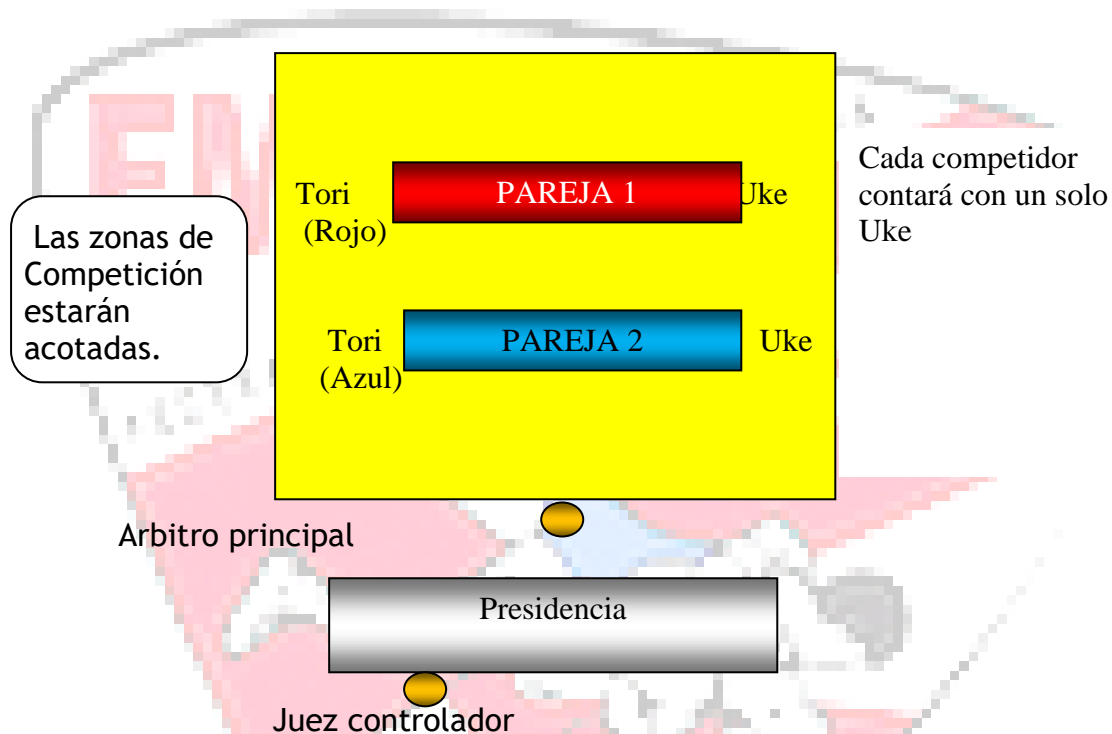 Tori
(Rojo)
PAREJA 1
Uke
Cada competidor
contará con un solo
Uke
Las zonas de
Competición
estarán
acotadas.
Tori
(Azul)
PAREJA 2
Uke
Arbitro principal
Presidencia
Juez controlador